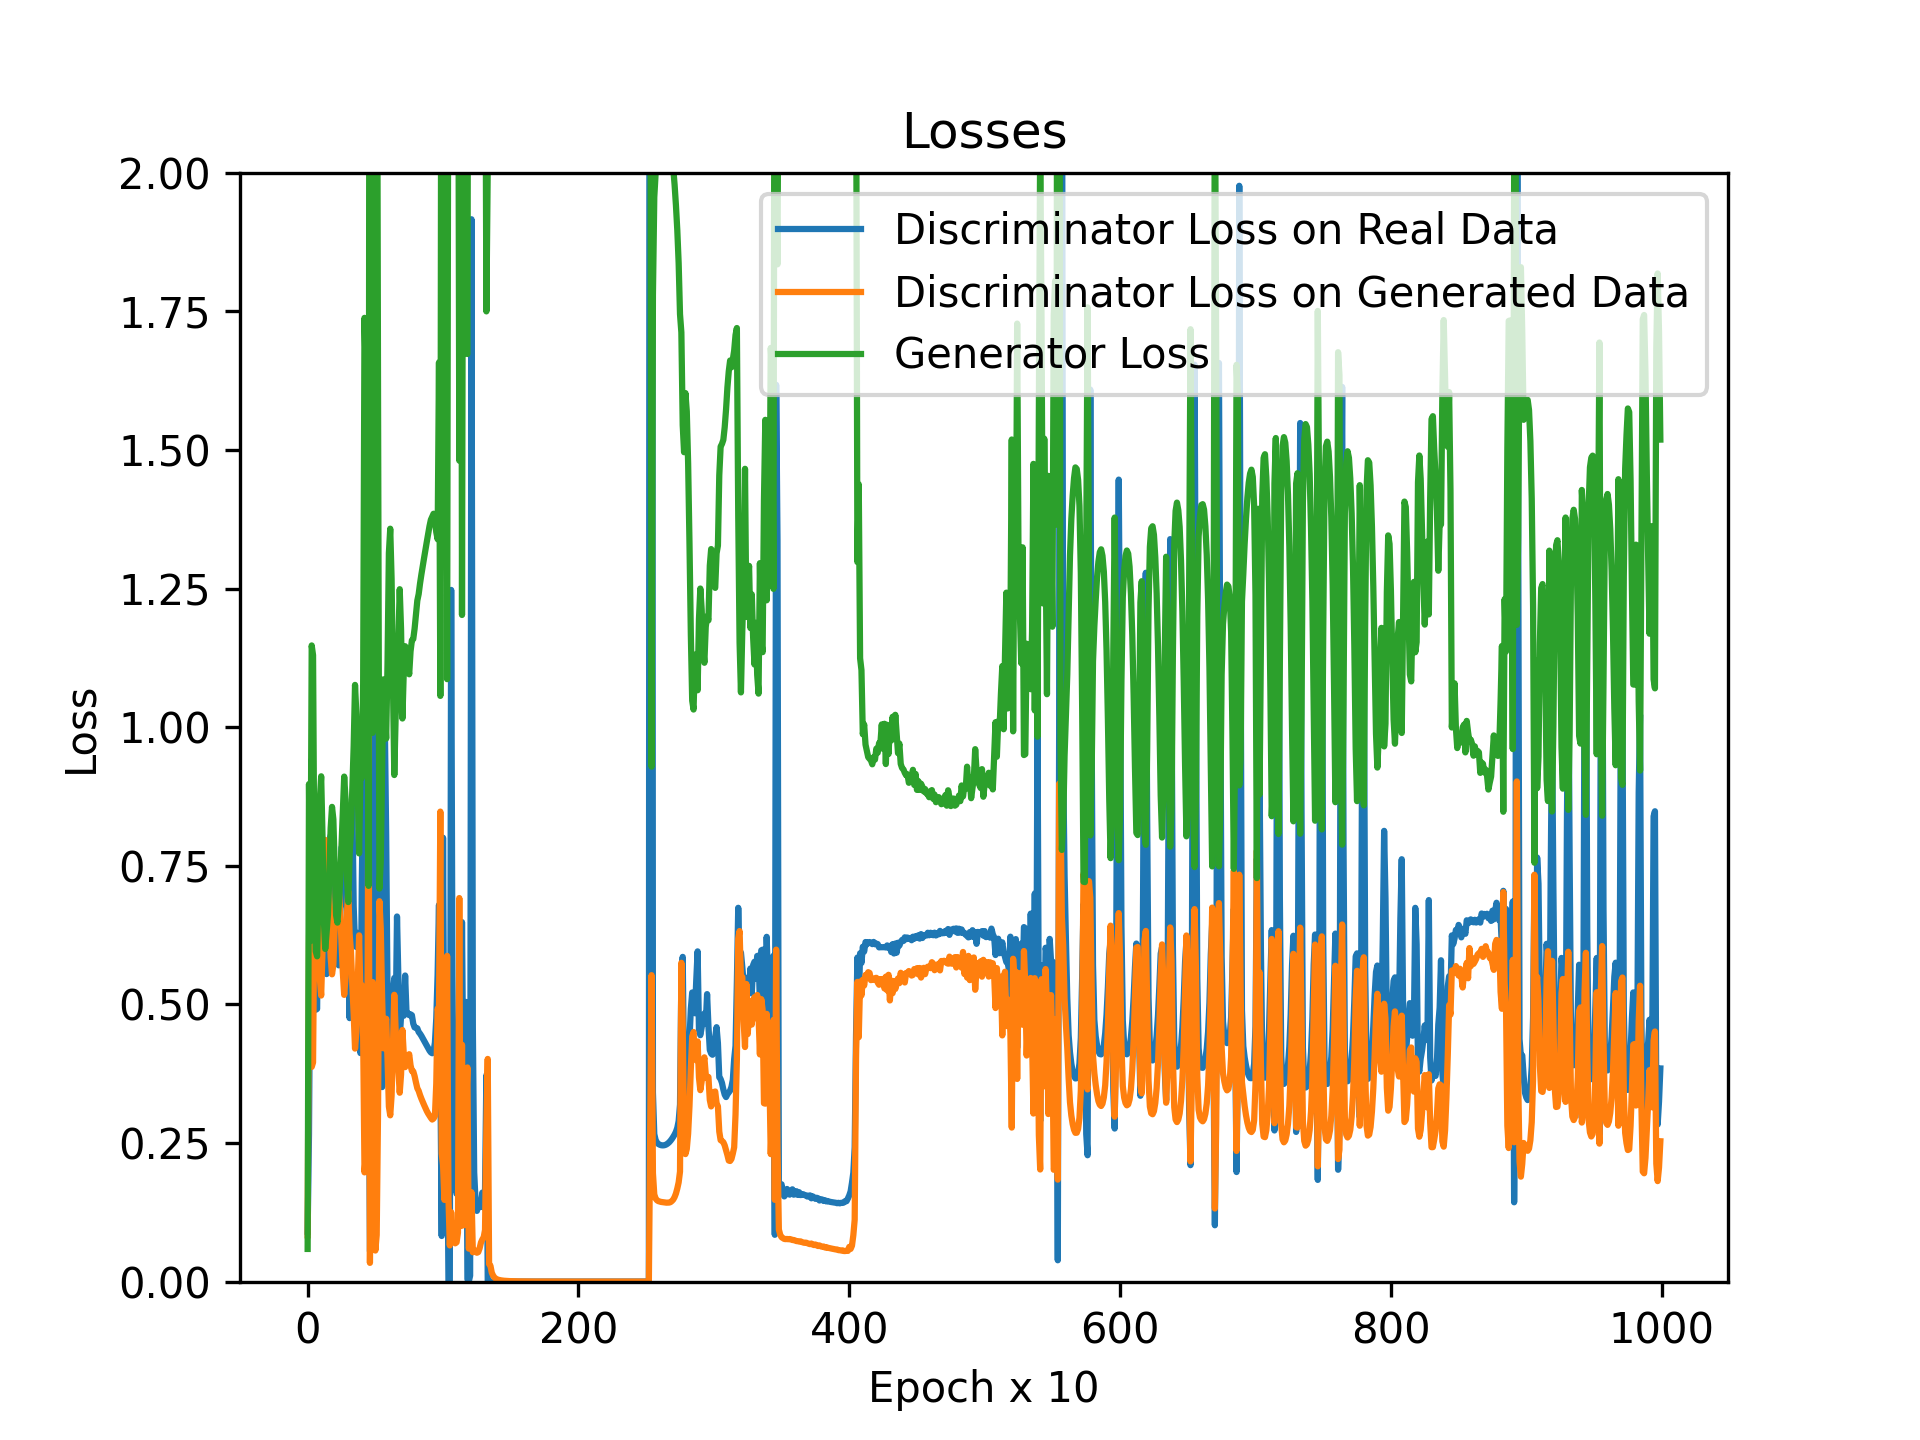 Losses
Discriminator Loss on Real Data
Discriminator Loss on Generated Data
Generator Loss
Loss
2.00
1.75
1.50
1.25
1.00
0.75
0.50
0.25
0.00
0 200 400 600 800 1000
Epoch x 10